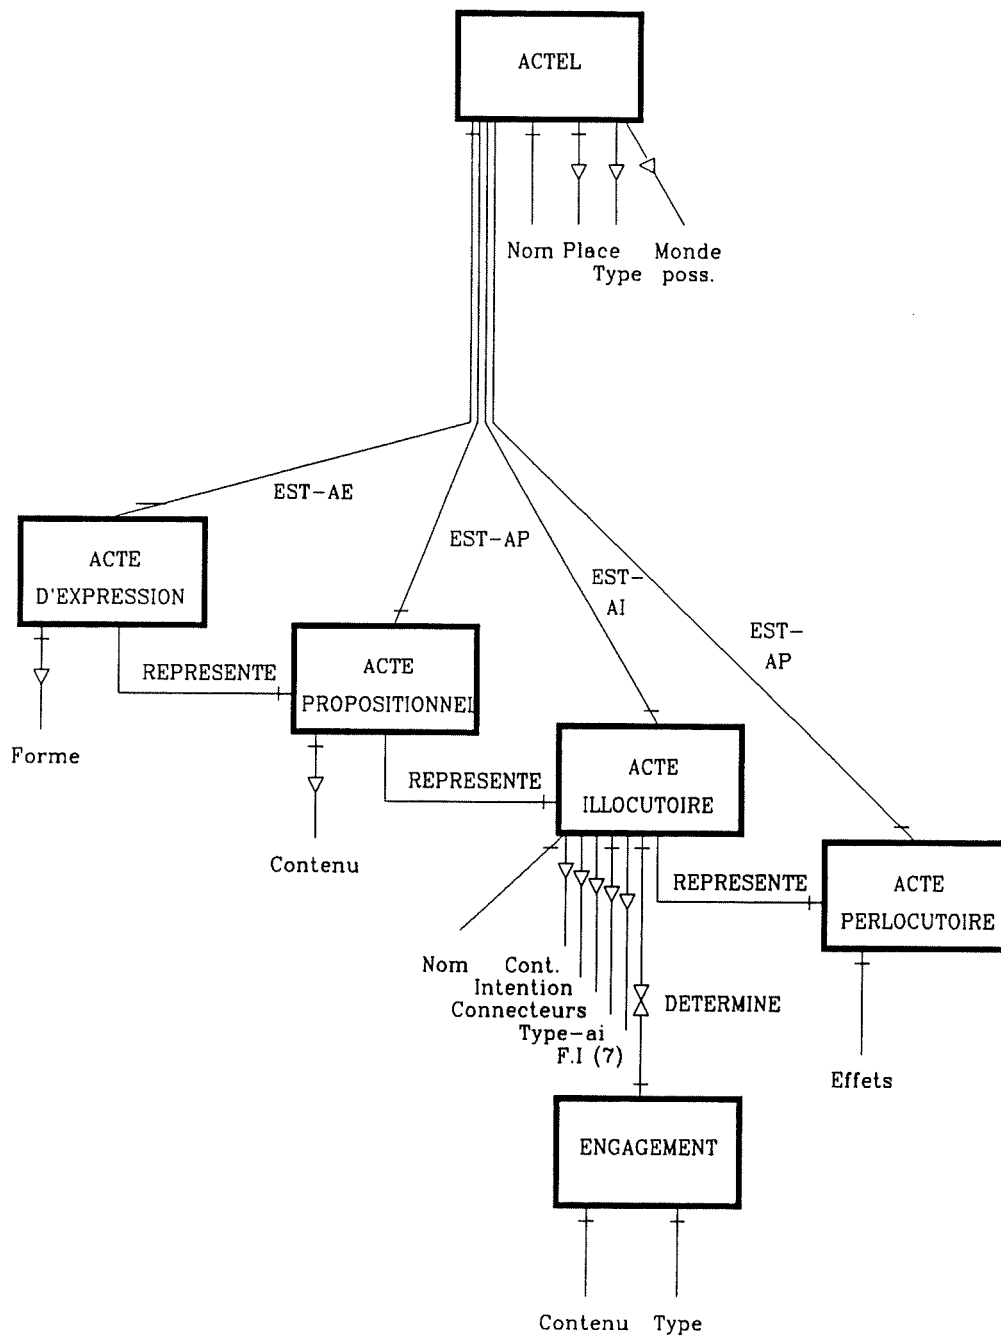 ACTEL
Nom Place Monde
Type poss.
EST-AE
EST-AP
EST-
AI
EST-
AP
ACTE
D'EXPRESSION
REPRESENTE
ACTE
PROPOSITIONNEL
Forme
REPRESENTE
ACTE
ILLOCUTOIRE
Contenu
REPRESENTE
ACTE
PERLOCUTOIRE
Nom Cont.
Intention
Connecteurs
Type-ai
F.I (7)
DETERMINE
Effets
ENGAGEMENT
Contenu Type